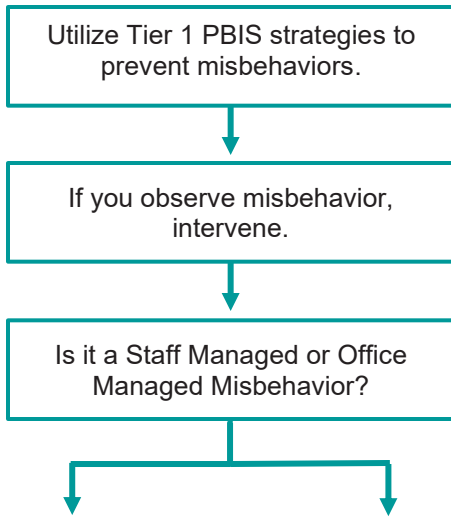 Utilize Tier 1 PBIS strategies to
prevent misbehaviors.
If you observe misbehavior,
intervene.
Is it a Staff Managed or Office
Managed Misbehavior?